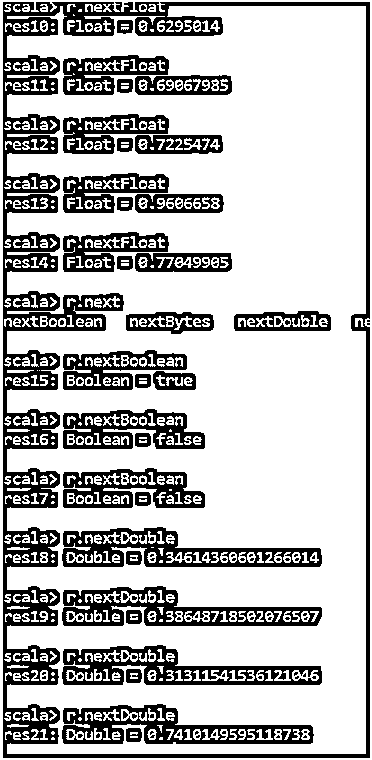 scala> r.nextFloat
res10: Float = 0.6295014
scala> r.nextFloat
res11: Float = 0.69067985
scala> r.nextFloat
res12: Float = 0.7225474
scala> r.nextFloat
res13: Float = 0.9606658
scala> r.nextFloat
res14: Float = 0.77049905
scala> r.next
nextBoolean nextBytes nextDouble ne
scala> r.nextBoolean
res15: Boolean = true
scala> r.nextBoolean
res16: Boolean = false
scala> r.nextBoolean
res17: Boolean = false
scala> r.nextDouble
res18: Double = 0.34614360601266014
scala> r.nextDouble
res19: Double = 0.38648718502076507
scala> r.nextDouble
res20: Double = 0.31311541536121046
scala> r.nextDouble
res21: Double = 0.7410149595118738